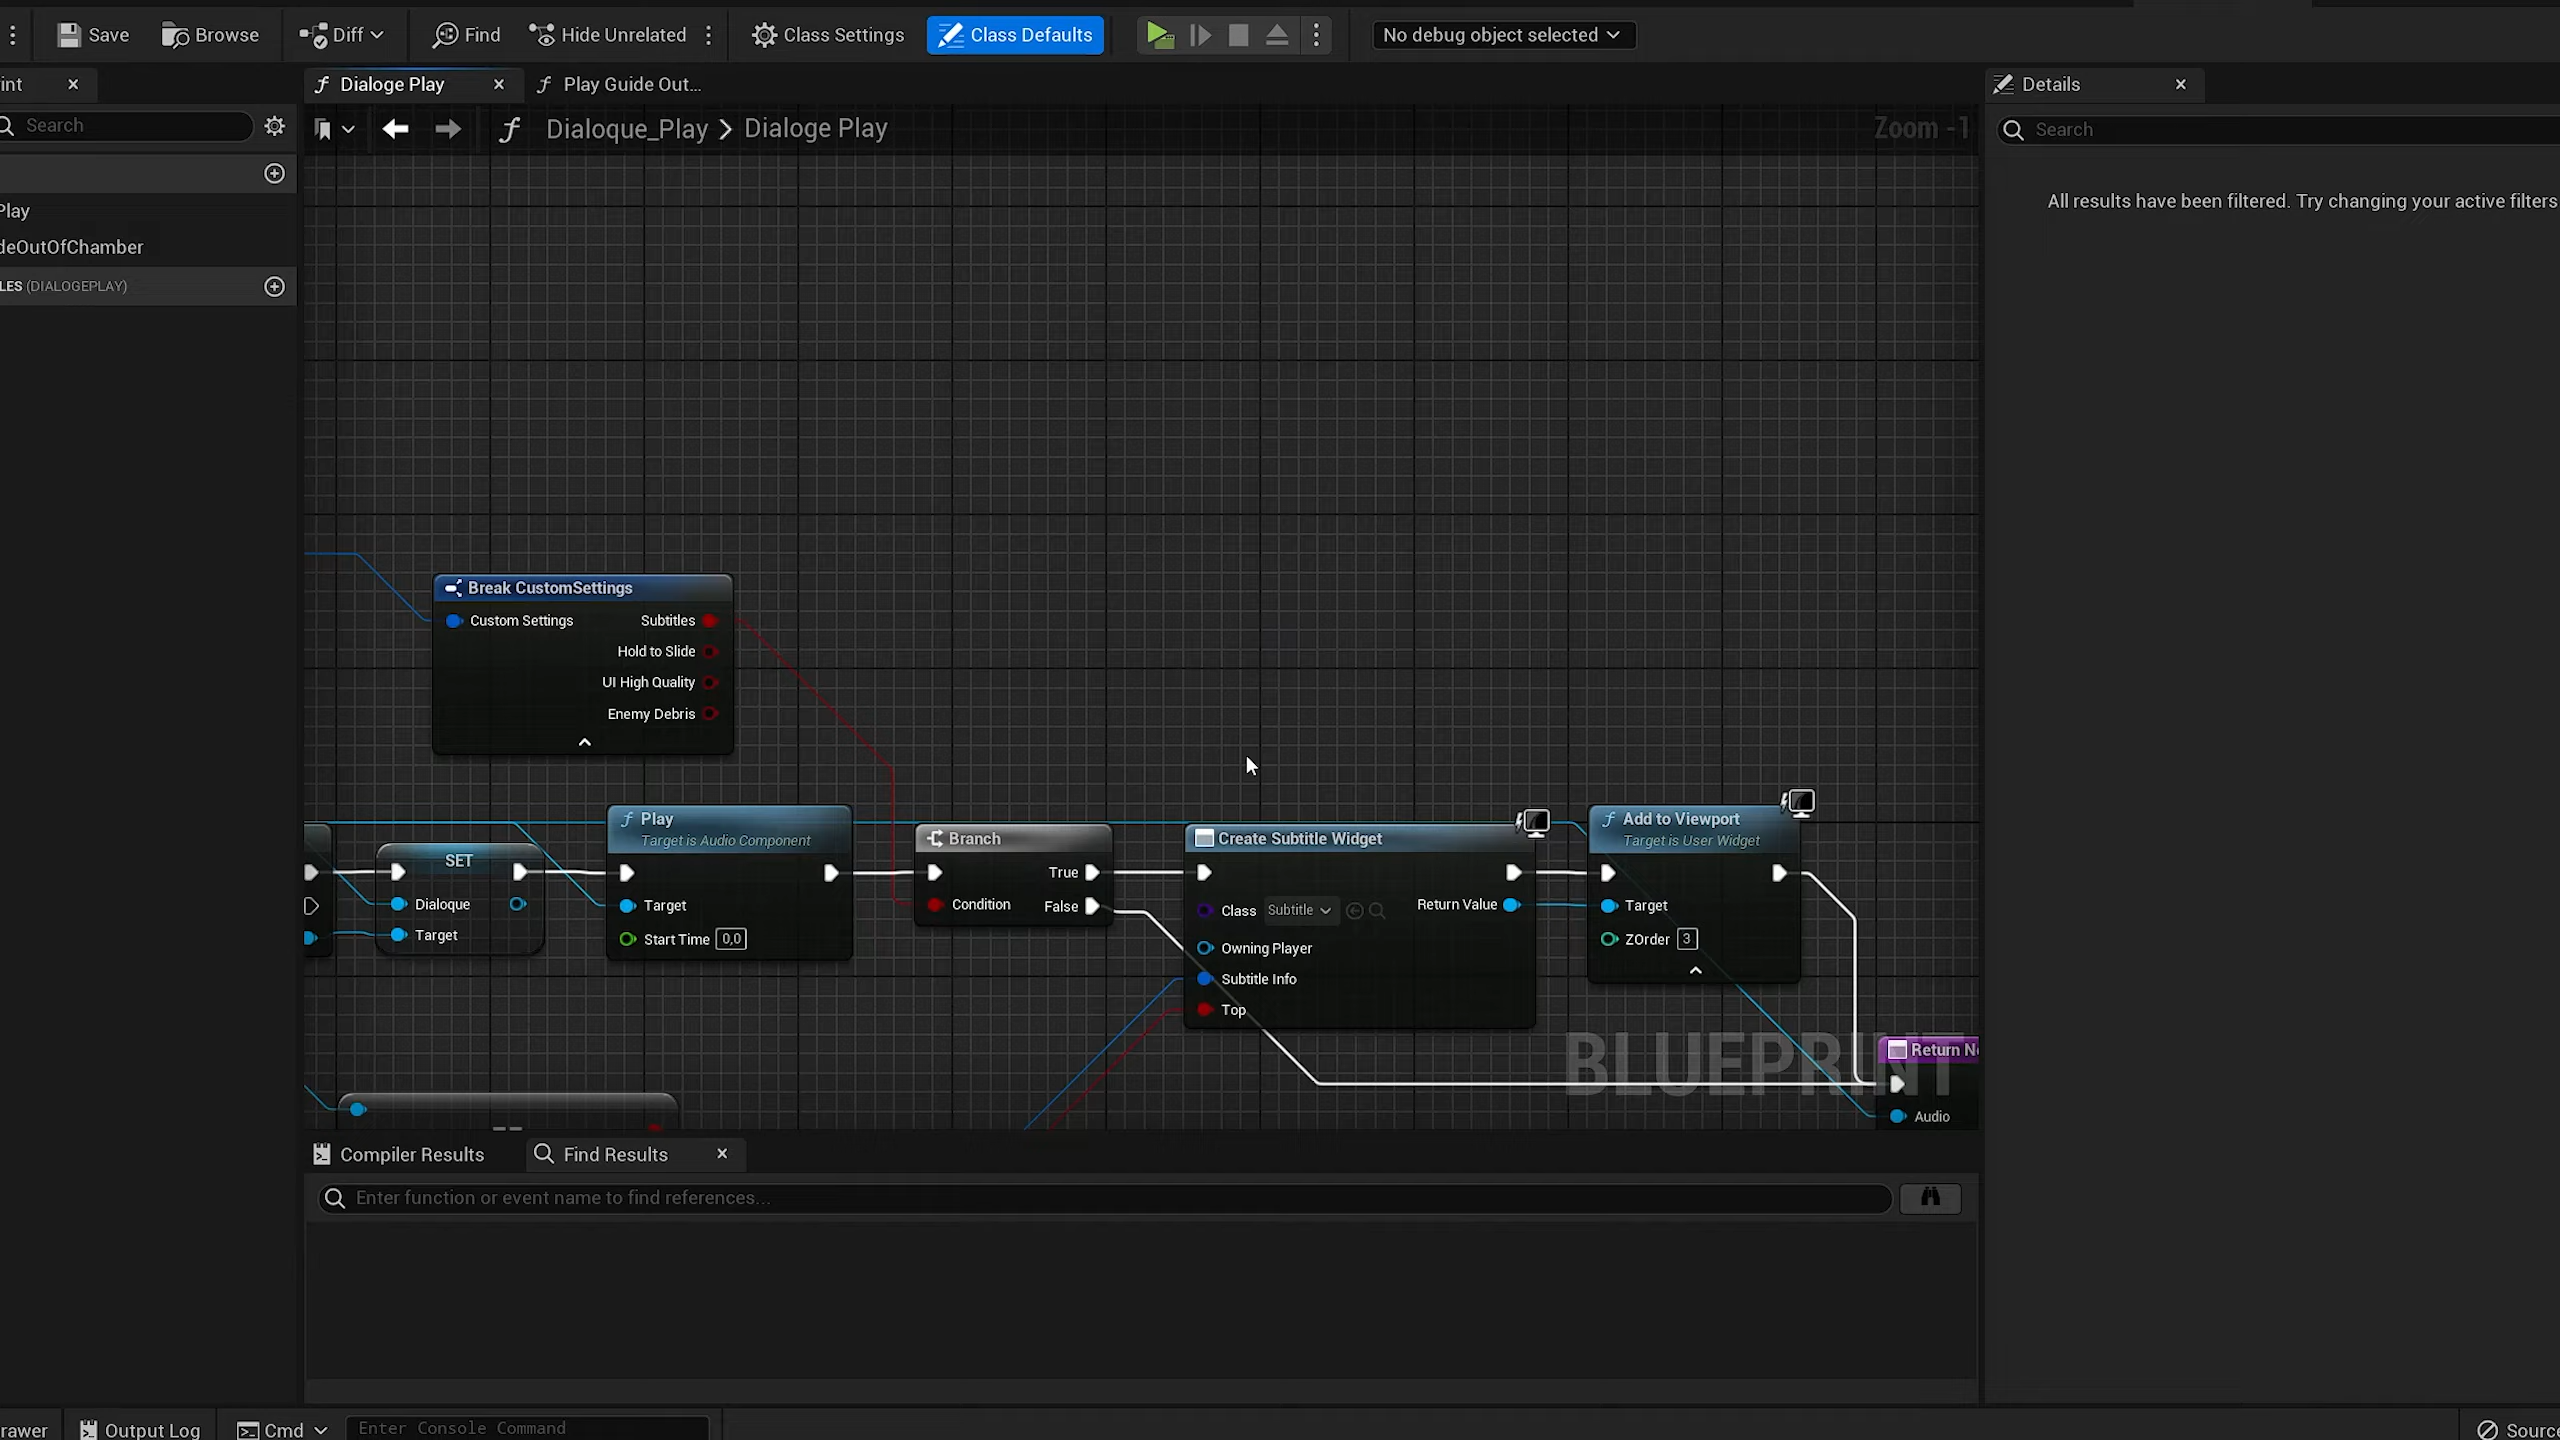 Save
Browse
Diff
Find
Hide Unrelated
Class Settings
Class Defaults
No debug object selected
int
Dialoge Play
Play Guide Out...
Details
Search
Dialoque_Play > Dialoge Play
Zoom -1
Search
All results have been filtered. Try changing your active filters
Play
deOutOfChamber
LES (DIALOGEPLAY)
Break CustomSettings
Custom Settings
Subtitles
Hold to Slide
UI High Quality
Enemy Debris
SET
Dialoque
Target
Play
Target is Audio Component
Target
Start Time 0,0
Branch
True
Condition
False
Create Subtitle Widget
Class Subtitle
Return Value
Owning Player
Subtitle Info
Top
Add to Viewport
Target is User Widget
Target
ZOrder 3
BLUEPRINT
Return N
Audio
Compiler Results
Find Results
Enter function or event name to find references...
rawer
Output Log
Cmd
Enter Console Command
Source